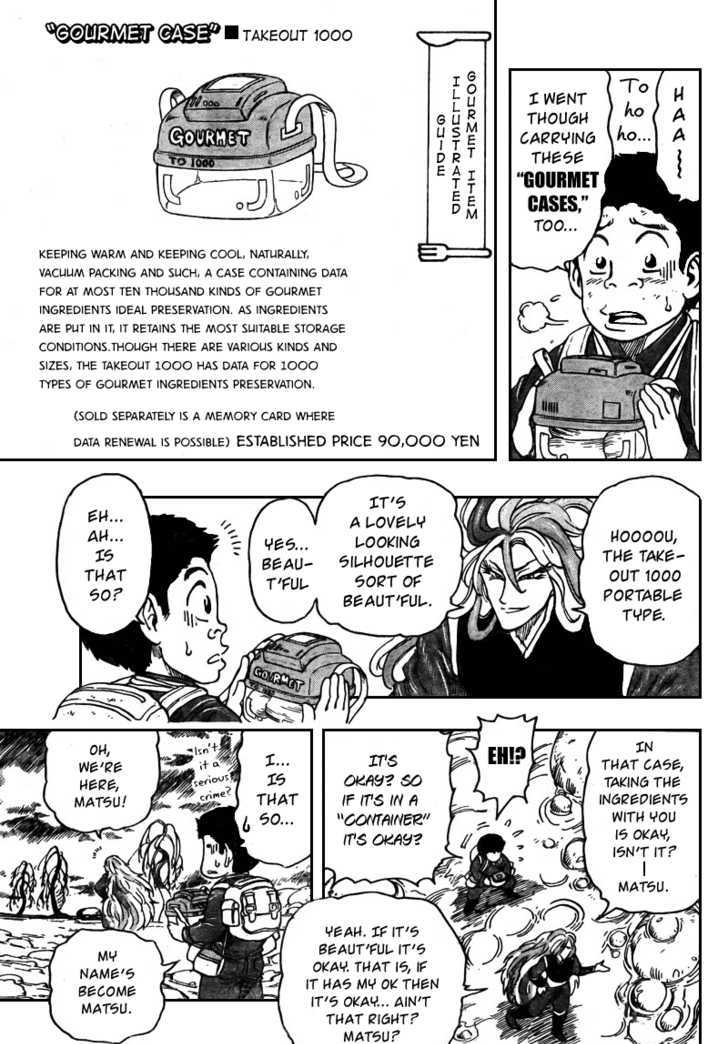 "GOURMET CASE" ■ TAKEOUT 1000
GOURMET
TO 1000
GOURMET ITEM
ILLUSTRATED
GUIDE
KEEPING WARM AND KEEPING COOL, NATURALLY,
VACUUM PACKING AND SUCH, A CASE CONTAINING DATA
FOR AT MOST TEN THOUSAND KINDS OF GOURMET
INGREDIENTS IDEAL PRESERVATION. AS INGREDIENTS
ARE PUT IN IT, IT RETAINS THE MOST SUITABLE STORAGE
CONDITIONS.THOUGH THERE ARE VARIOUS KINDS AND
SIZES, THE TAKEOUT 1000 HAS DATA FOR 1000
TYPES OF GOURMET INGREDIENTS PRESERVATION.
(SOLD SEPARATELY IS A MEMORY CARD WHERE
DATA RENEWAL IS POSSIBLE) ESTABLISHED PRICE 90,000 YEN
HAA~
To
ho
ho...
I WENT
THOUGH
CARRYING
THESE
"GOURMET
CASES,"
TOO...
HOOOOU,
THE TAKE-
OUT 1000
PORTABLE
TYPE.
IT'S
A LOVELY
LOOKING
SILHOUETTE
SORT OF
BEAUT'FUL.
YES...
BEAU-
T'FUL
EH...
AH...
IS
THAT
SO?
GOURMET
IN
THAT CASE,
TAKING THE
INGREDIENTS
WITH YOU
IS OKAY,
ISN'T IT?
—
MATSU.
EH!?
IT'S
OKAY? SO
IF IT'S IN A
"CONTAINER"
IT'S OKAY?
YEAH. IF IT'S
BEAUT'FUL IT'S
OKAY. THAT IS, IF
IT HAS MY OK THEN
IT'S OKAY... AIN'T
THAT RIGHT?
MATSU?
I...
IS
THAT
SO...
Isn't
it a
serious
crime?
OH,
WE'RE
HERE,
MATSU!
MY
NAME'S
BECOME
MATSU.